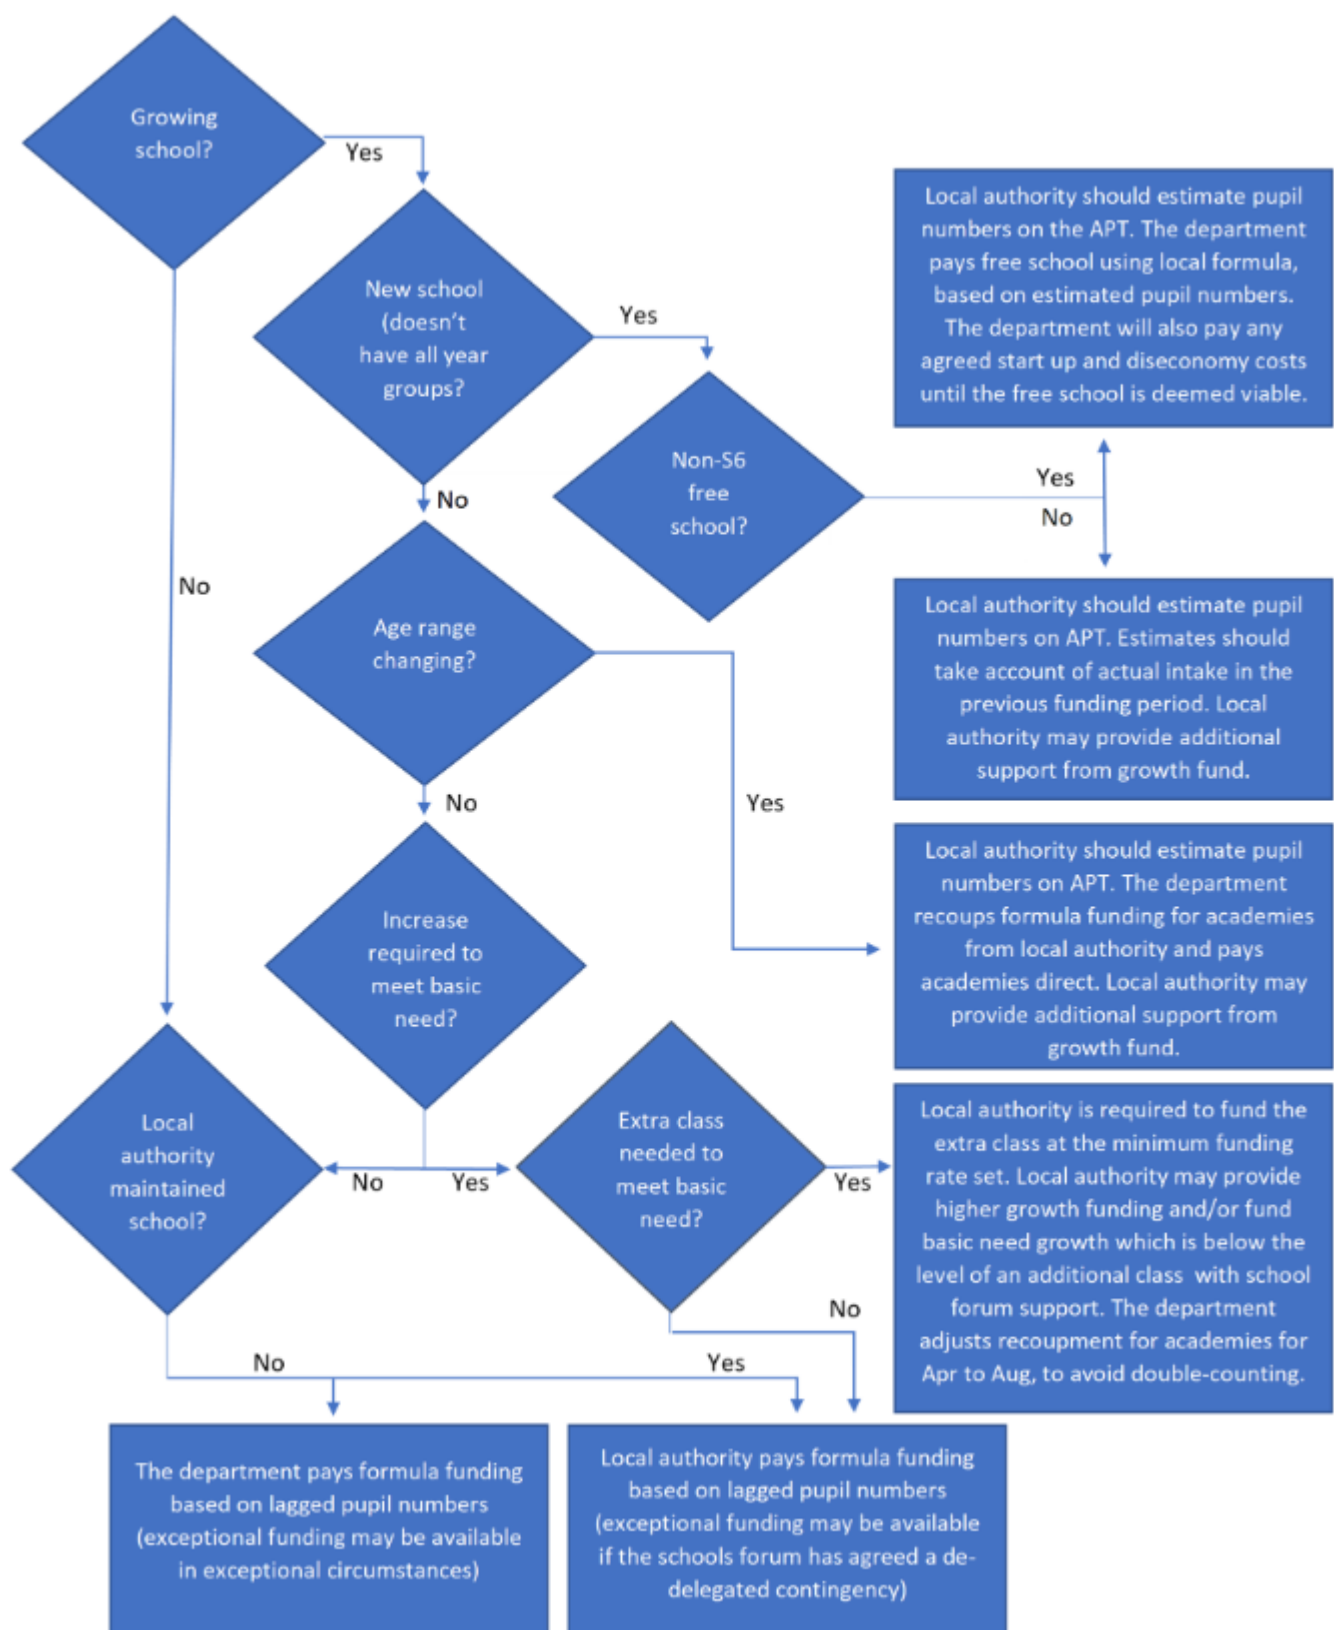 Growing
school?
Yes
New school
(doesn't
have all year
groups?
Yes
Local authority should estimate pupil
numbers on the APT. The department
pays free school using local formula,
based on estimated pupil numbers.
The department will also pay any
agreed start up and diseconomy costs
until the free school is deemed viable.
Non-S6
free
school?
Yes
No
No
No
Age range
changing?
Local authority should estimate pupil
numbers on APT. Estimates should
take account of actual intake in the
previous funding period. Local
authority may provide additional
support from growth fund.
No
Yes
Local authority should estimate pupil
numbers on APT. The department
recoups formula funding for academies
from local authority and pays
academies direct. Local authority may
provide additional support from
growth fund.
Increase
required to
meet basic
need?
Local
authority
maintained
school?
No
Yes
Extra class
needed to
meet basic
need?
Yes
Local authority is required to fund the
extra class at the minimum funding
rate set. Local authority may provide
higher growth funding and/or fund
basic need growth which is below the
level of an additional class with school
forum support. The department
adjusts recoupment for academies for
Apr to Aug, to avoid double-counting.
No
No
Yes
The department pays formula funding
based on lagged pupil numbers
(exceptional funding may be available
in exceptional circumstances)
Local authority pays formula funding
based on lagged pupil numbers
(exceptional funding may be available
if the schools forum has agreed a de-
delegated contingency)